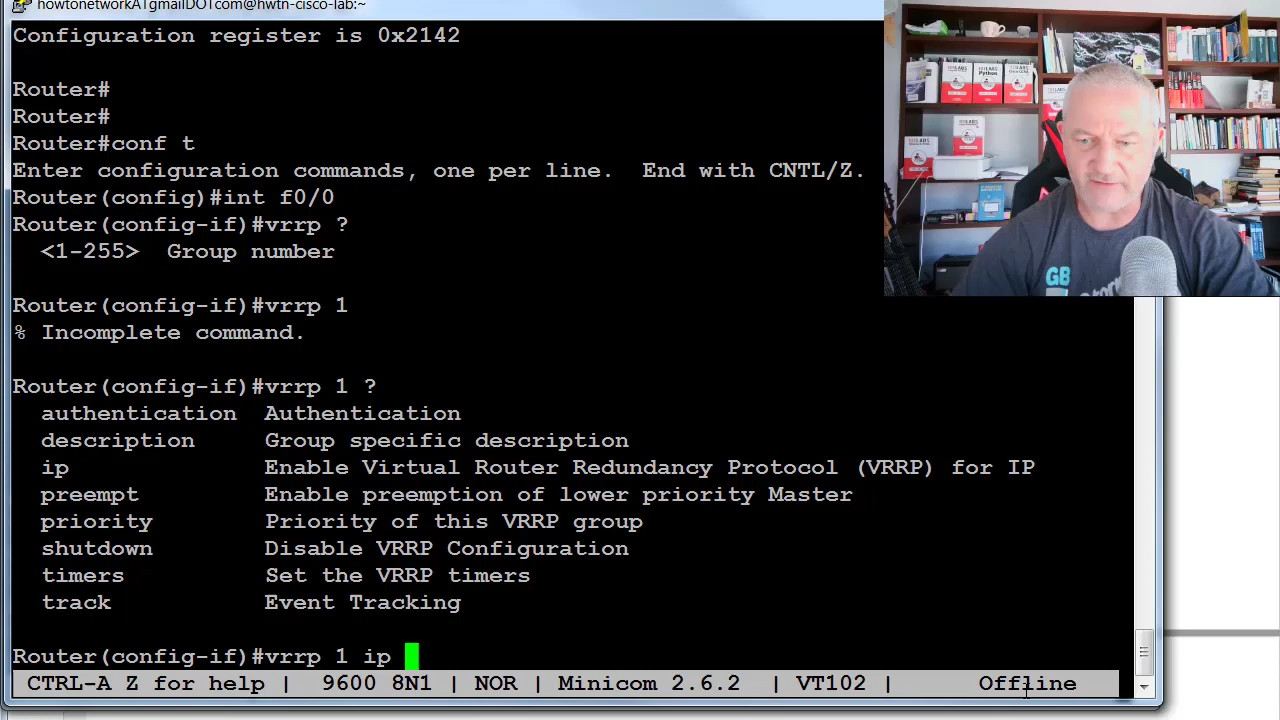 howtonetworkATgmailDOTcom@hwtn-cisco-lab:~
Configuration register is 0x2142
Router#
Router#
Router#conf t
Enter configuration commands, one per line.  End with CNTL/Z.
Router(config)#int f0/0
Router(config-if)#vrrp ?
  <1-255>  Group number
Router(config-if)#vrrp 1
% Incomplete command.
Router(config-if)#vrrp 1 ?
  authentication  Authentication
  description     Group specific description
  ip              Enable Virtual Router Redundancy Protocol (VRRP) for IP
  preempt         Enable preemption of lower priority Master
  priority        Priority of this VRRP group
  shutdown        Disable VRRP Configuration
  timers          Set the VRRP timers
  track           Event Tracking
Router(config-if)#vrrp 1 ip
CTRL-A Z for help |  9600 8N1 | NOR | Minicom 2.6.2  | VT102 |      Offline
Python
GB